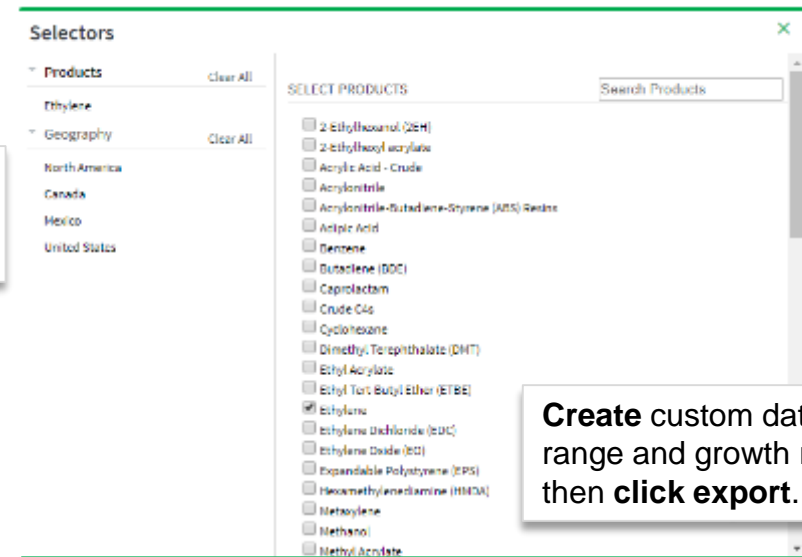 Selectors
Products Clear All
Ethylene
Geography Clear All
North America
Canada
Mexico
United States
SELECT PRODUCTS Search Products
2-Ethylhexanol (2EH)
2-Ethylhexyl acrylate
Acrylic Acid - Crude
Acrylonitrile
Acrylonitrile-Butadiene-Styrene (ABS) Resins
Adipic Acid
Benzene
Butadiene (BDE)
Caprolactam
Crude C4s
Cyclohexane
Dimethyl Terephthalate (DMT)
Ethyl Acrylate
Ethyl Tert Butyl Ether (ETBE)
Ethylene
Ethylene Dichloride (EDC)
Ethylene Oxide (EO)
Expandable Polystyrene (EPS)
Hexamethylenediamine (HMDA)
Metaxylene
Methanol
Methyl Acrylate
Create custom dat
range and growth
then click export.